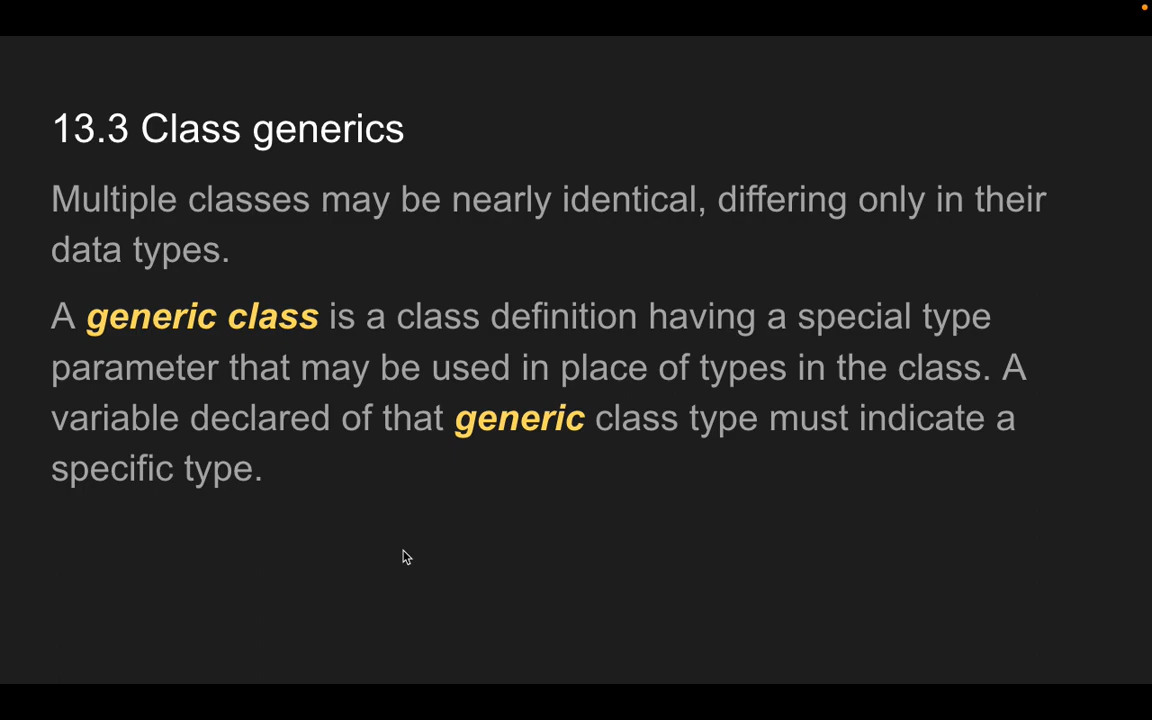 13.3 Class generics
Multiple classes may be nearly identical, differing only in their
data types.
A generic class is a class definition having a special type
parameter that may be used in place of types in the class. A
variable declared of that generic class type must indicate a
specific type.